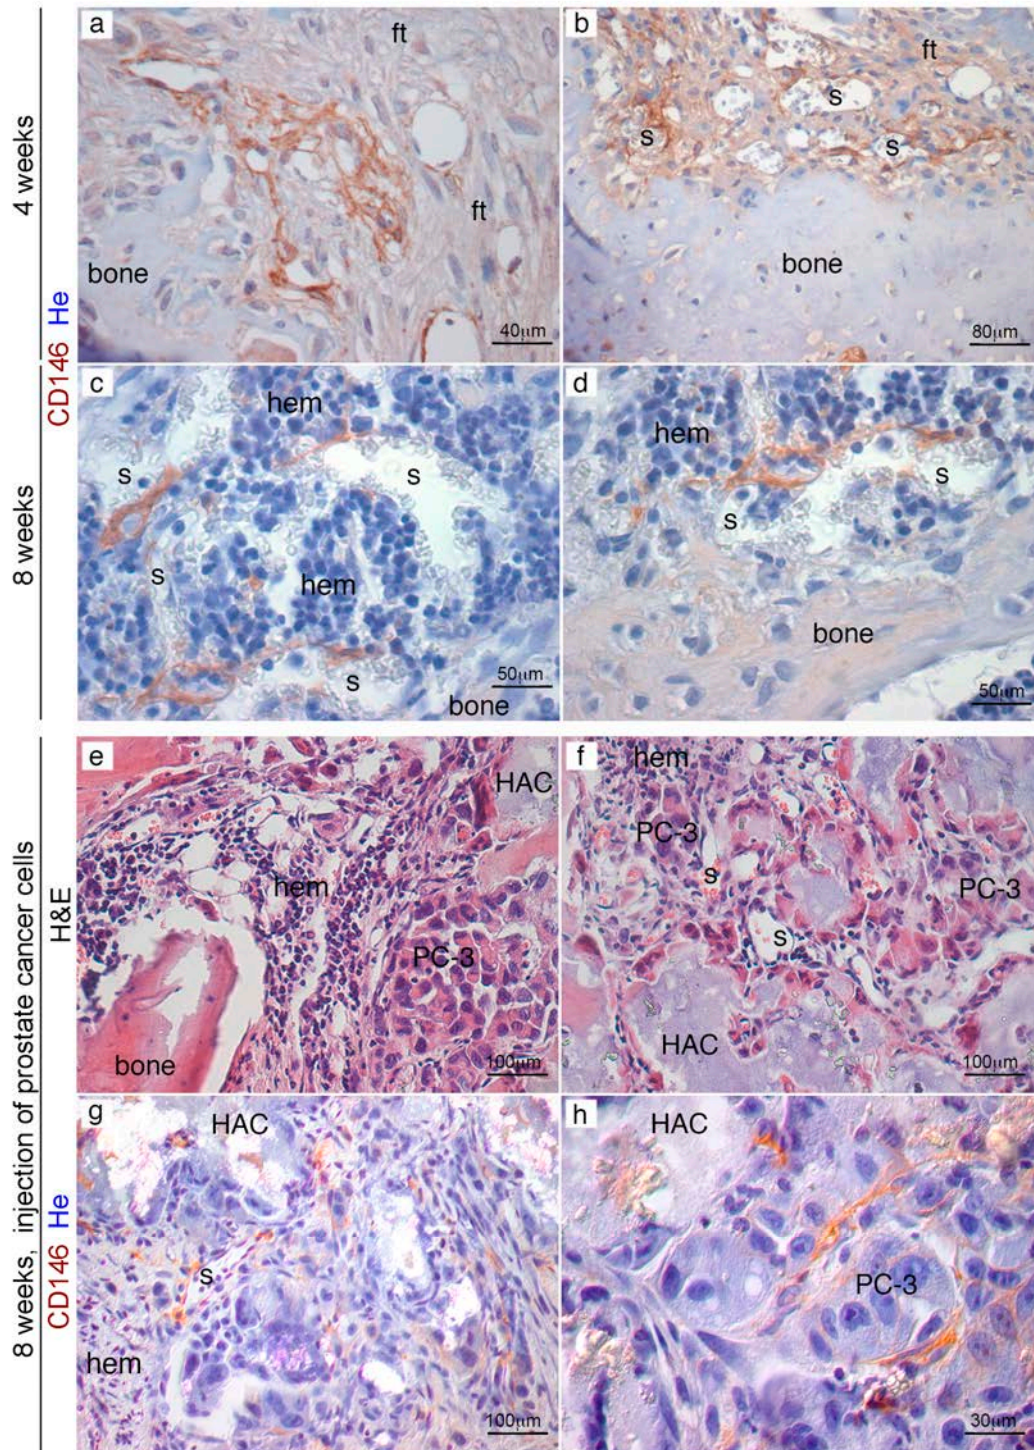 4 weeks
8 weeks
CD146 He
a
ft
ft
bone
40μm
b
ft
s
s
s
bone
80μm
c
hem
s
s
s
hem
s
50μm
bone
d
hem
s
s
bone
50μm
8 weeks, injection of prostate cancer cells
H&E
CD146 He
e
HAC
hem
PC-3
bone
100μm
f
hem
PC-3
s
PC-3
s
HAC
100μm
g
HAC
s
hem
100μm
h
HAC
PC-3
30μm